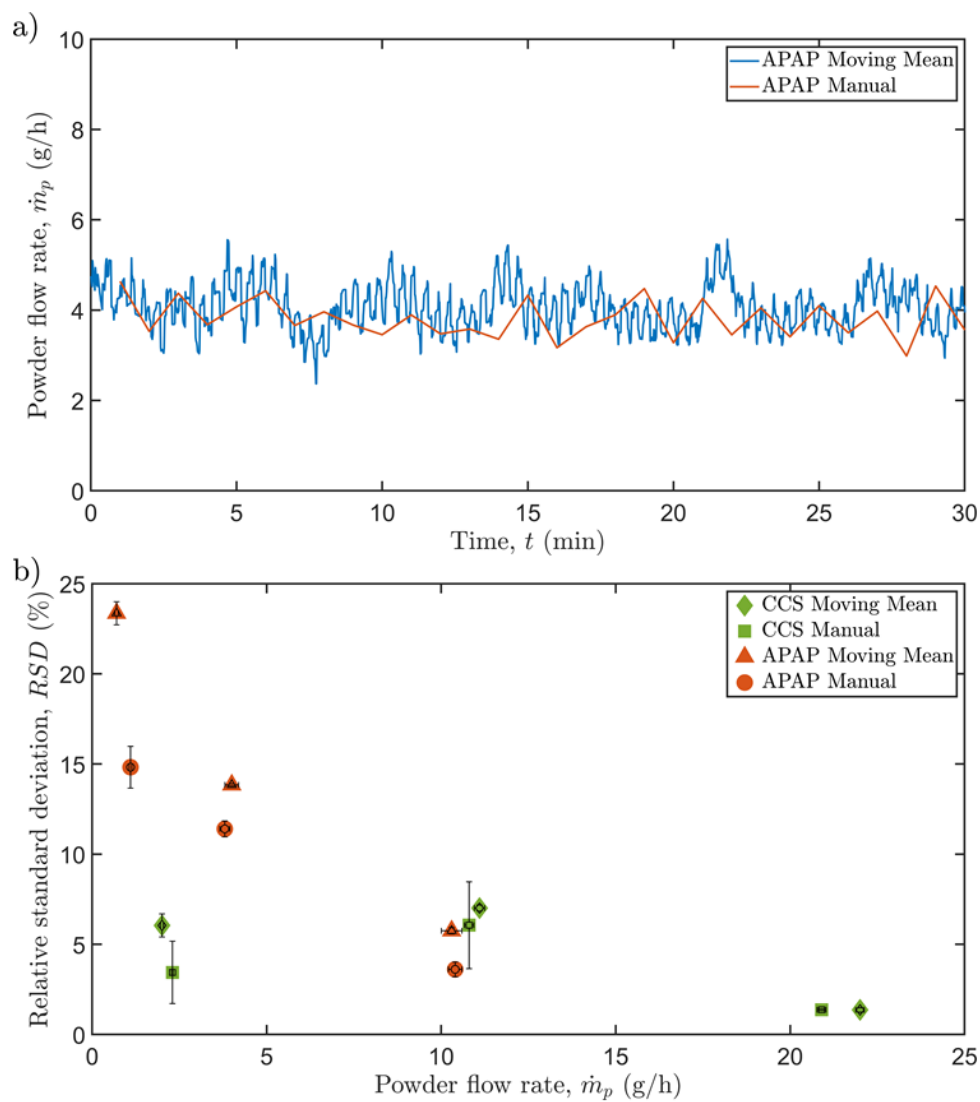 a)
10
8
6
4
2
0
Powder flow rate, ṁp (g/h)
APAP Moving Mean
APAP Manual
0 5 10 15 20 25 30
Time, t (min)
b)
25
20
15
10
5
0
Relative standard deviation, RSD (%)
CCS Moving Mean
CCS Manual
APAP Moving Mean
APAP Manual
0 5 10 15 20 25
Powder flow rate, ṁp (g/h)